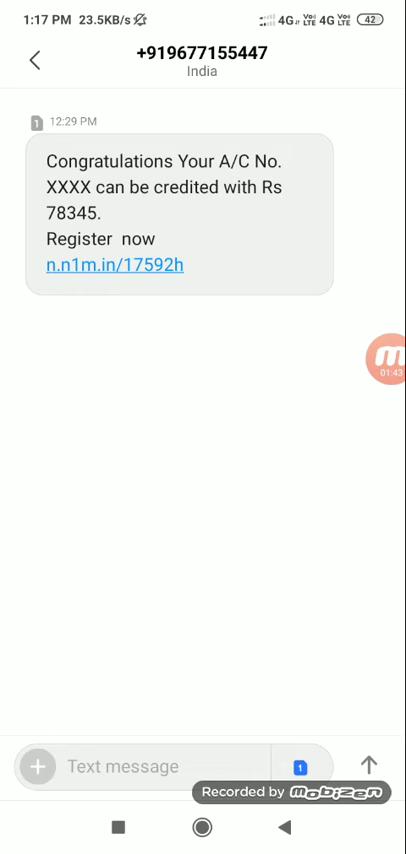 1:17 PM 23.5KB/s 4G Vo) LTE 4G Vo) LTE 42
+919677155447
India
1 12:29 PM
Congratulations Your A/C No.
XXXX can be credited with Rs
78345.
Register now
n.n1m.in/17592h
m
01:43
Text message 1
Recorded by mobizen